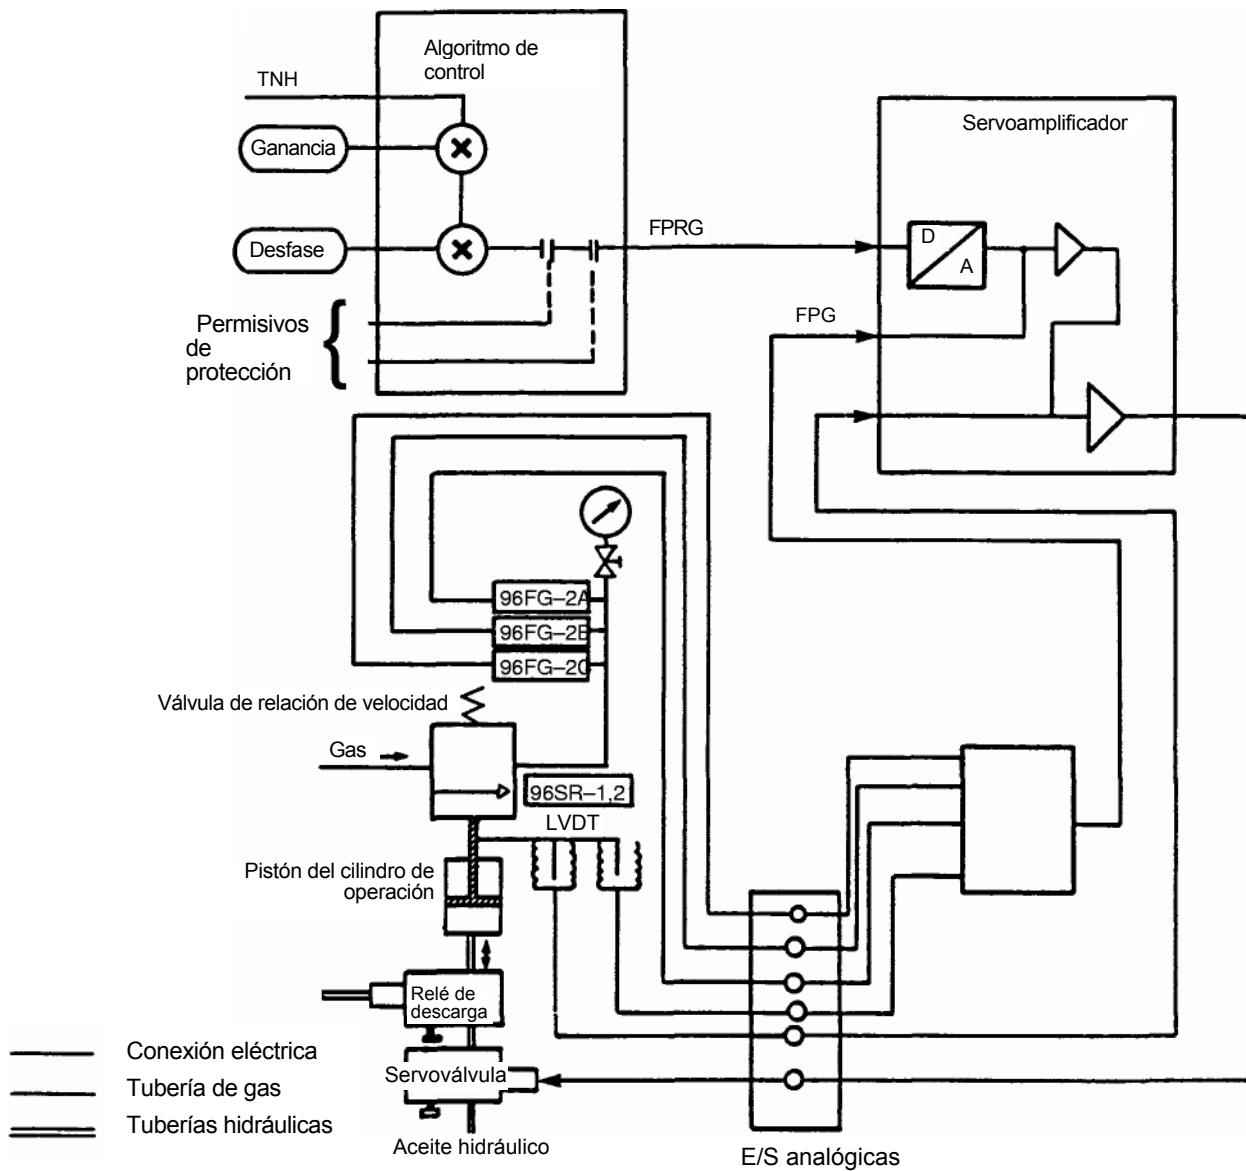 Algoritmo de
control
TNH
Ganancia
Desfase
Permisivos
de
protección
FPRG
FPG
Servoamplificador
D
A
96FG-2A
96FG-2B
96FG-2C
Válvula de relación de velocidad
Gas
96SR-1,2
LVDT
Pistón del cilindro de
operación
Relé de
descarga
Servoválvula
Aceite hidráulico
E/S analógicas
Conexión eléctrica
Tubería de gas
Tuberías hidráulicas